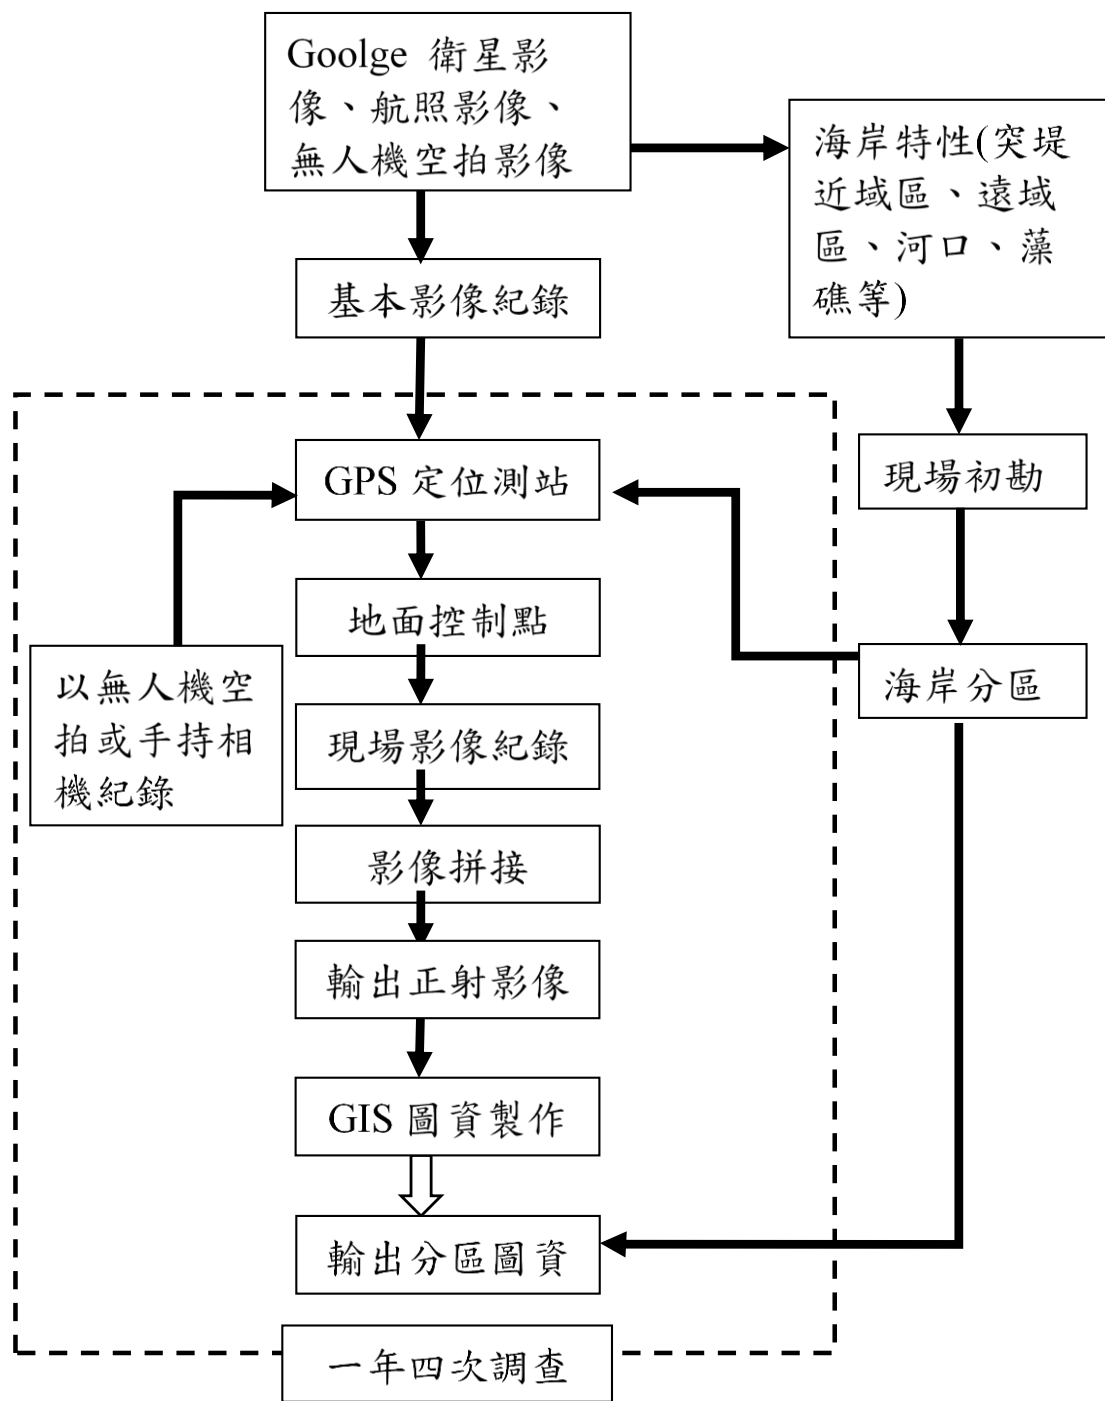 Goolge 衛星影
像、航照影像、
無人機空拍影像
海岸特性(突堤
近域區、遠域
區、河口、藻
礁等)
基本影像紀錄
GPS 定位測站
現場初勘
地面控制點
以無人機空
拍或手持相
機紀錄
海岸分區
現場影像紀錄
影像拼接
輸出正射影像
GIS 圖資製作
輸出分區圖資
一年四次調查